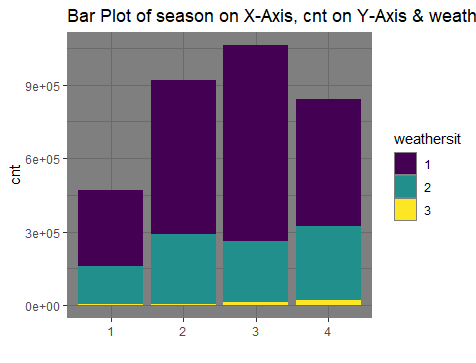 Bar Plot of season on X-Axis, cnt on Y-Axis & weath
9e+05
6e+05
3e+05
0e+00
cnt
1 2 3 4
weathersit
1
2
3